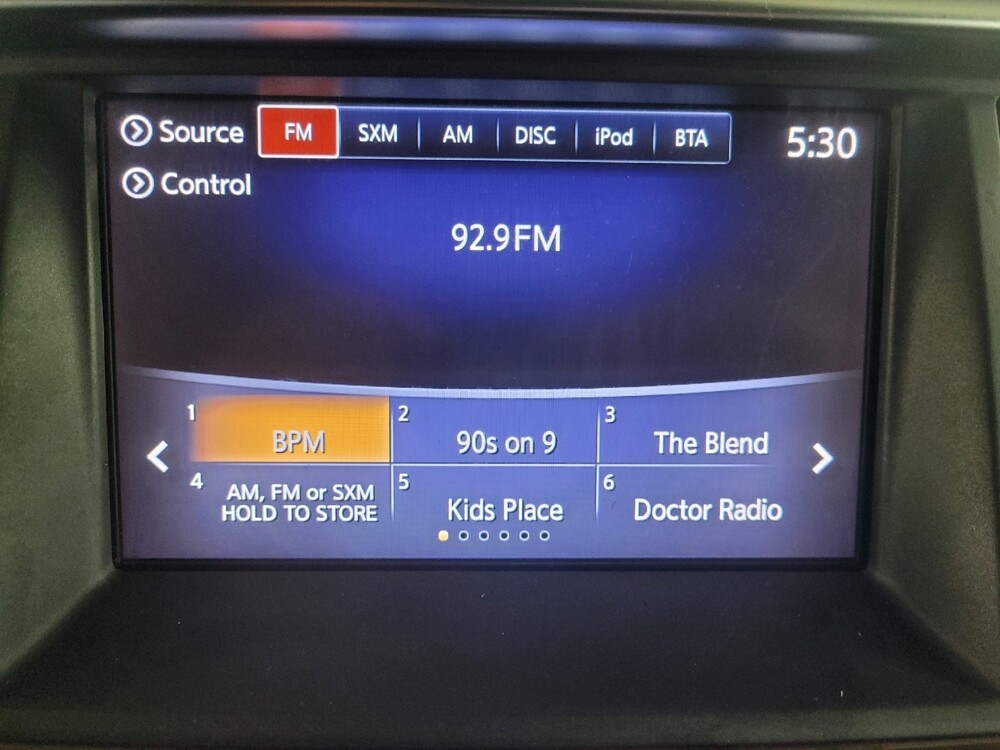 Source FM SXM AM DISC iPod BTA 5:30
Control
92.9FM
1 BPM 2 90s on 9 3 The Blend
4 AM, FM or SXM
HOLD TO STORE 5 Kids Place 6 Doctor Radio